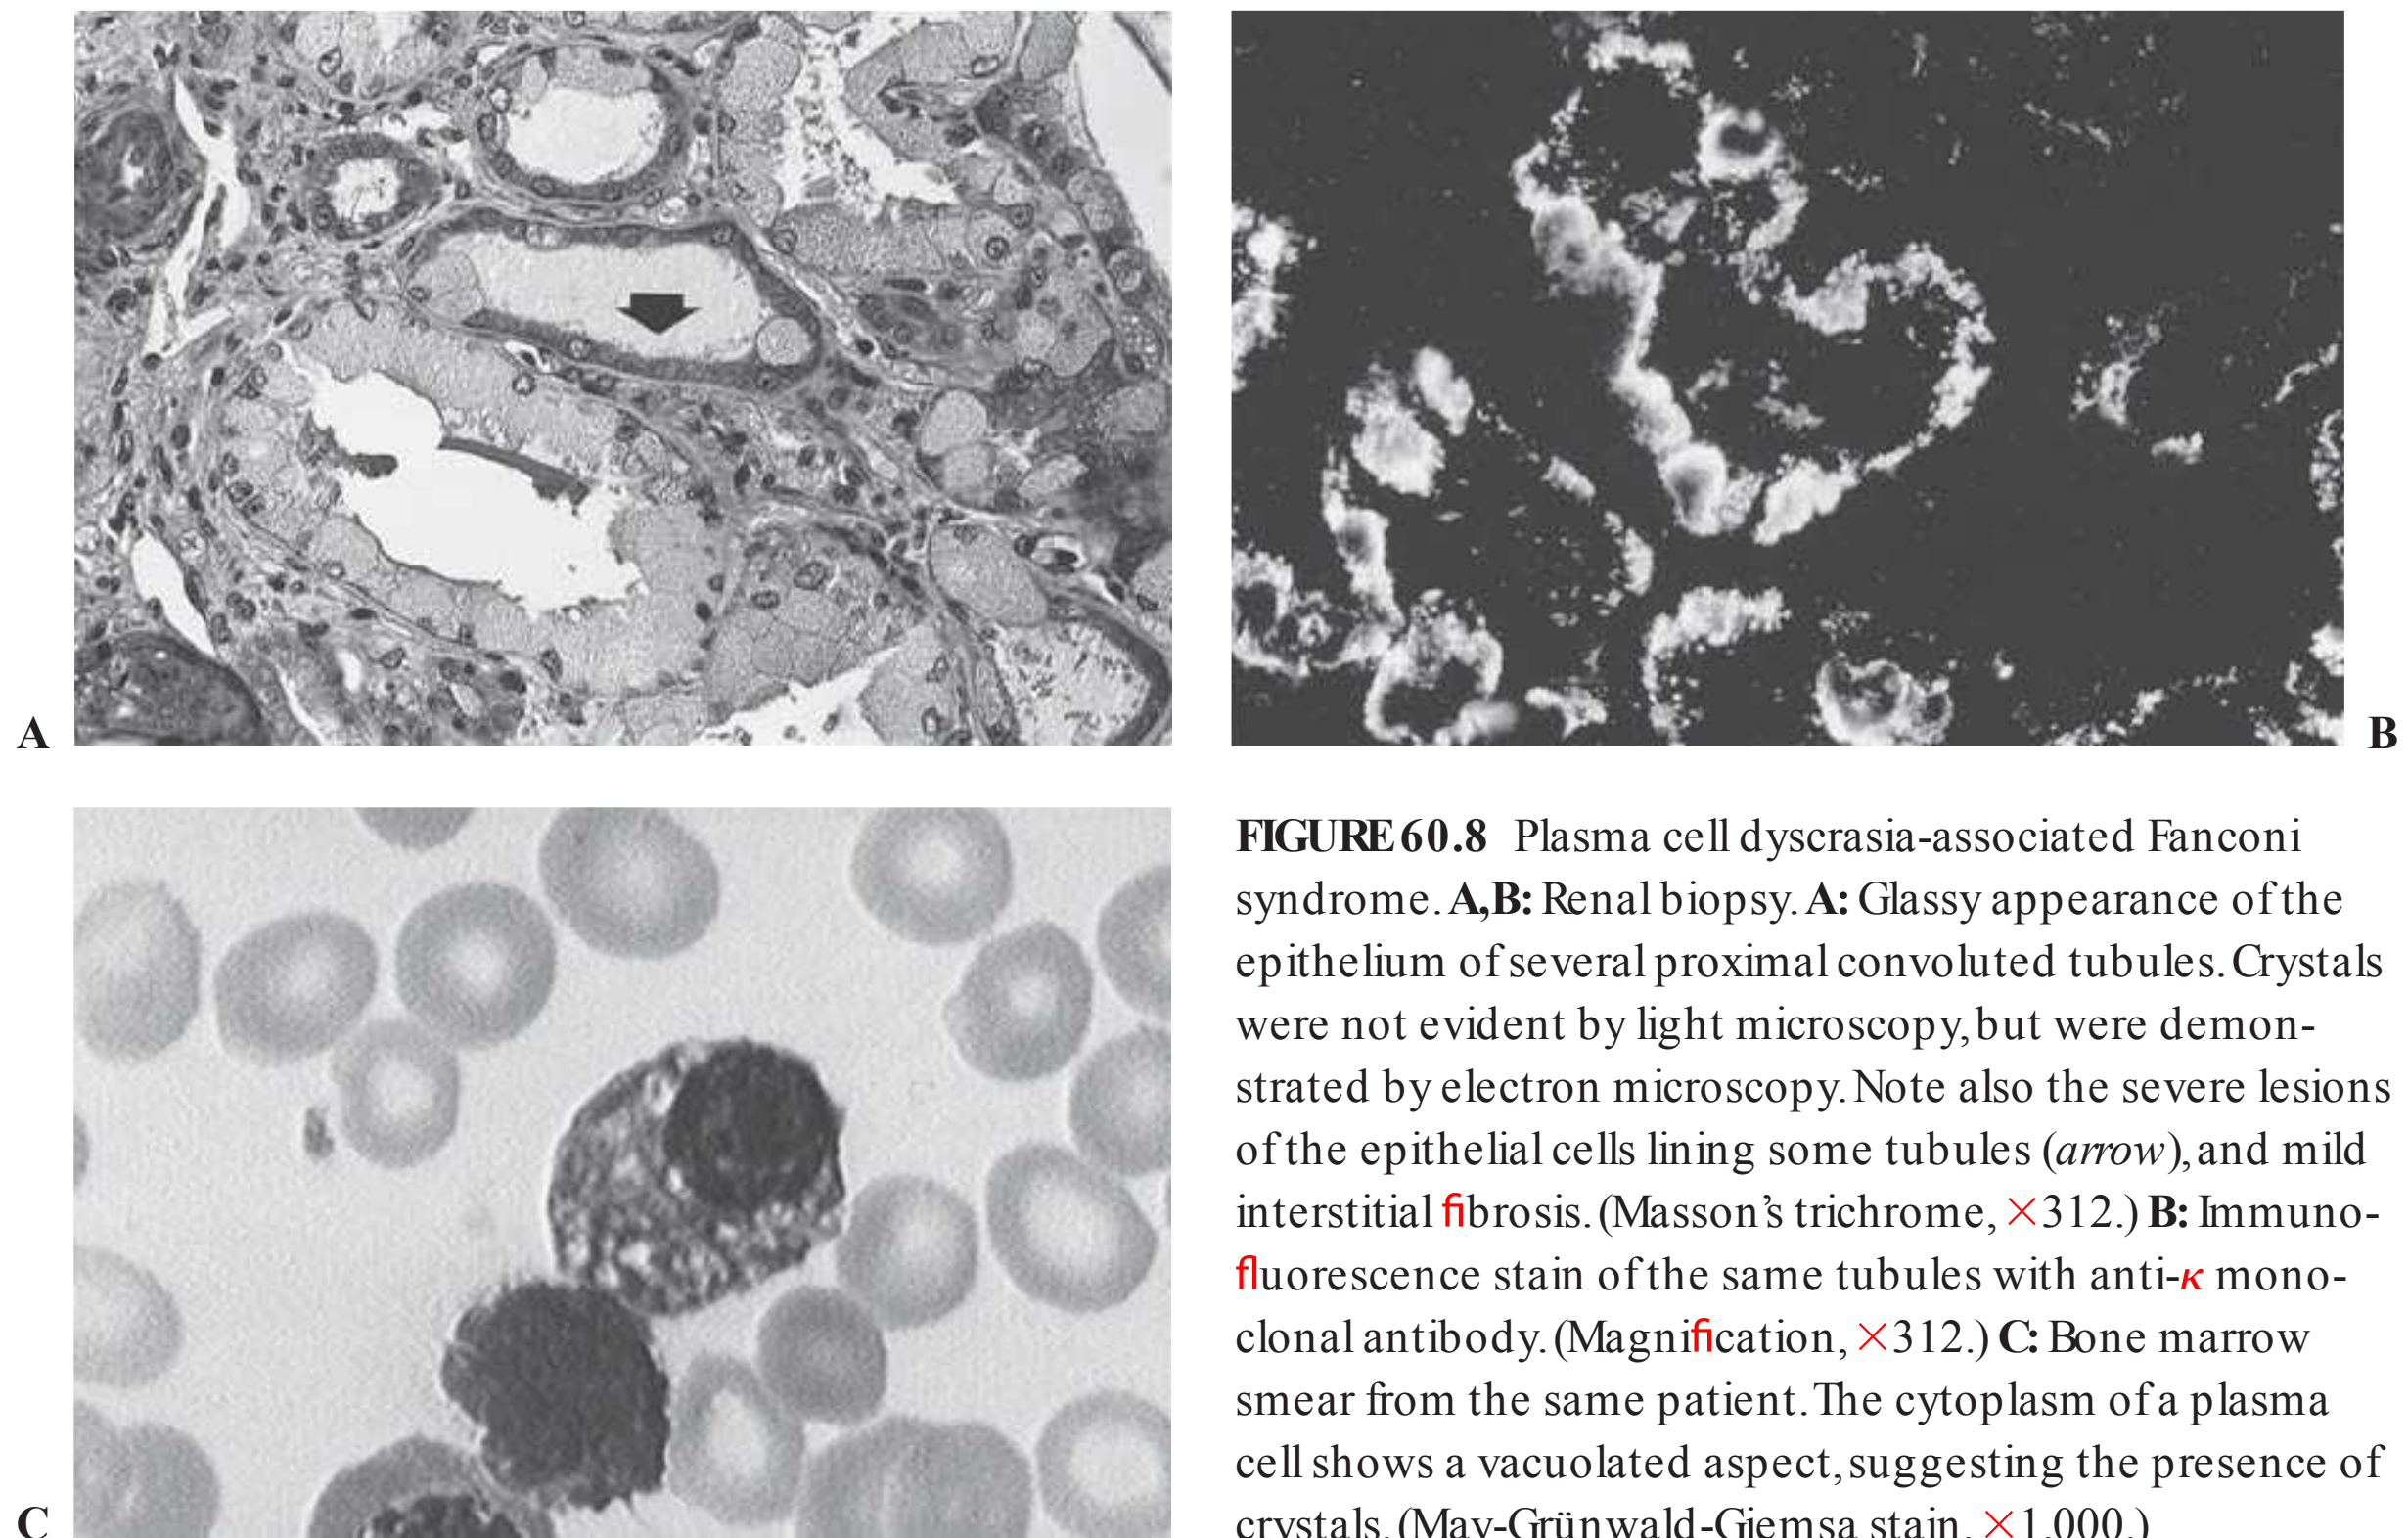 A
B
C
FIGURE 60.8 Plasma cell dyscrasia-associated Fanconi
syndrome. A,B: Renal biopsy. A: Glassy appearance of the
epithelium of several proximal convoluted tubules. Crystals
were not evident by light microscopy, but were demon-
strated by electron microscopy. Note also the severe lesions
of the epithelial cells lining some tubules (arrow), and mild
interstitial fibrosis. (Masson's trichrome, ×312.) B: Immuno-
fluorescence stain of the same tubules with anti-κ mono-
clonal antibody. (Magnification, ×312.) C: Bone marrow
smear from the same patient. The cytoplasm of a plasma
cell shows a vacuolated aspect, suggesting the presence of
crystals. (May-Grünwald-Giemsa stain, ×1,000.)